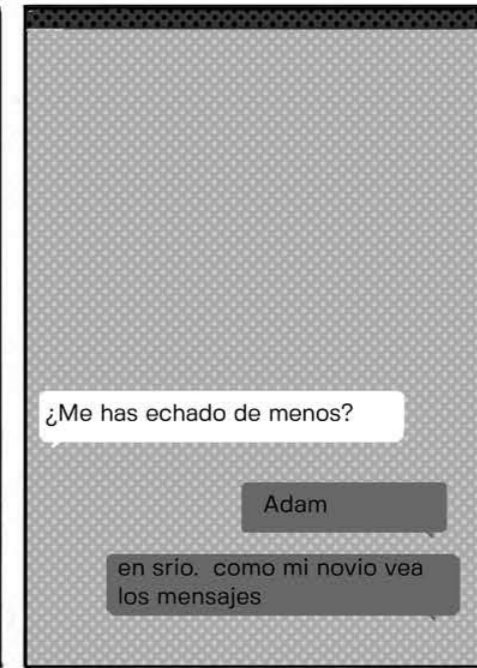 ¿Me has echado de menos?
Adam
en srio. como mi novio vea
los mensajes